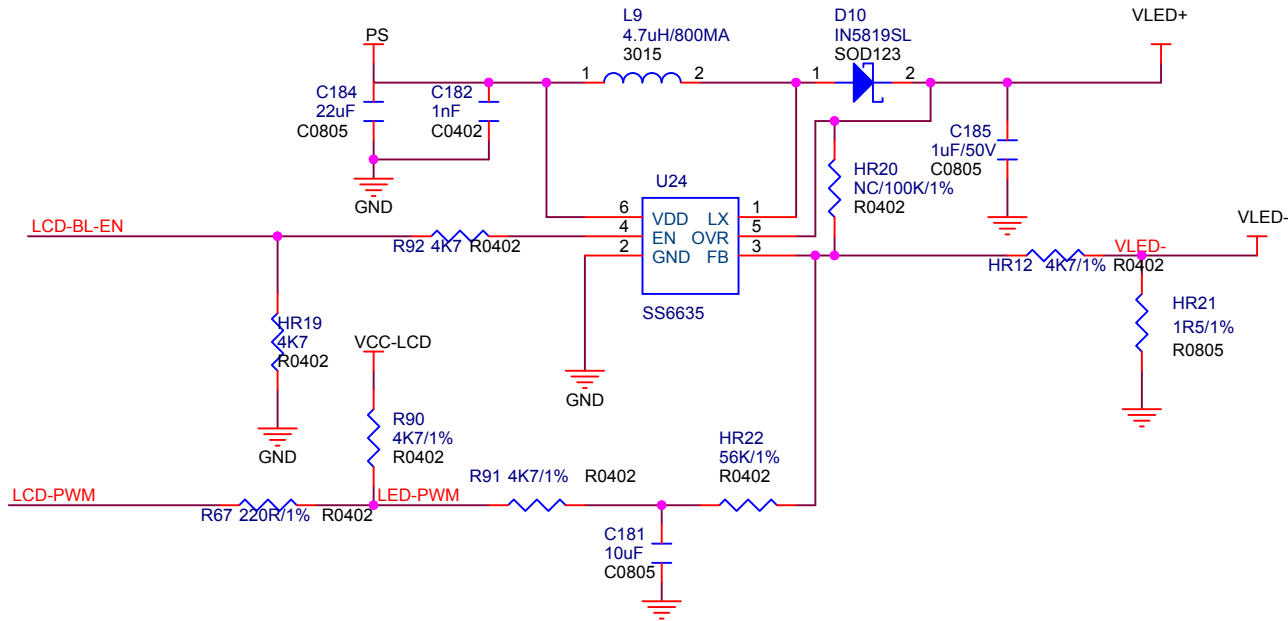 L9
4.7uH/800MA
3015
D10
IN5819SL
SOD123
VLED+
PS
1
2
1
2
C184
22uF
C0805
C182
1nF
C0402
C185
1uF/50V
C0805
HR20
NC/100K/1%
R0402
GND
U24
6 VDD LX 1
4 EN OVR 5
2 GND FB 3
SS6635
LCD-BL-EN
R92 4K7 R0402
VLED-
VLED-
HR12 4K7/1% R0402
HR21
1R5/1%
R0805
HR19
4K7
R0402
GND
GND
VCC-LCD
R90
4K7/1%
R0402
HR22
56K/1%
R0402
R91 4K7/1% R0402
LCD-PWM
LED-PWM
R67 220R/1% R0402
C181
10uF
C0805